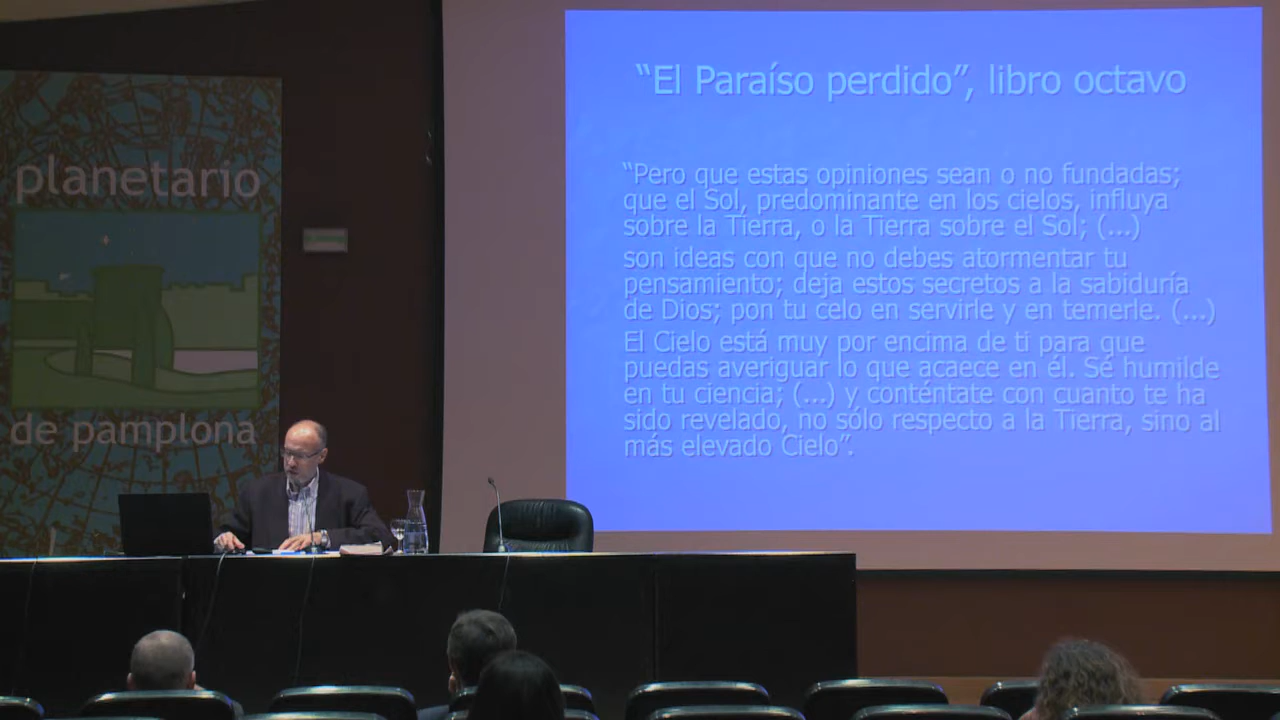 planetario
de pamplona
“El Paraíso perdido”, libro octavo
“Pero que estas opiniones sean o no fundadas;
que el Sol, predominante en los cielos, influya
sobre la Tierra, o la Tierra sobre el Sol; (...)
son ideas con que no debes atormentar tu
pensamiento; deja estos secretos a la sabiduría
de Dios; pon tu celo en servirle y en temerle. (...)
El Cielo está muy por encima de ti para que
puedas averiguar lo que acaece en él. Sé humilde
en tu ciencia; (...) y conténtate con cuanto te ha
sido revelado, no sólo respecto a la Tierra, sino al
más elevado Cielo”.